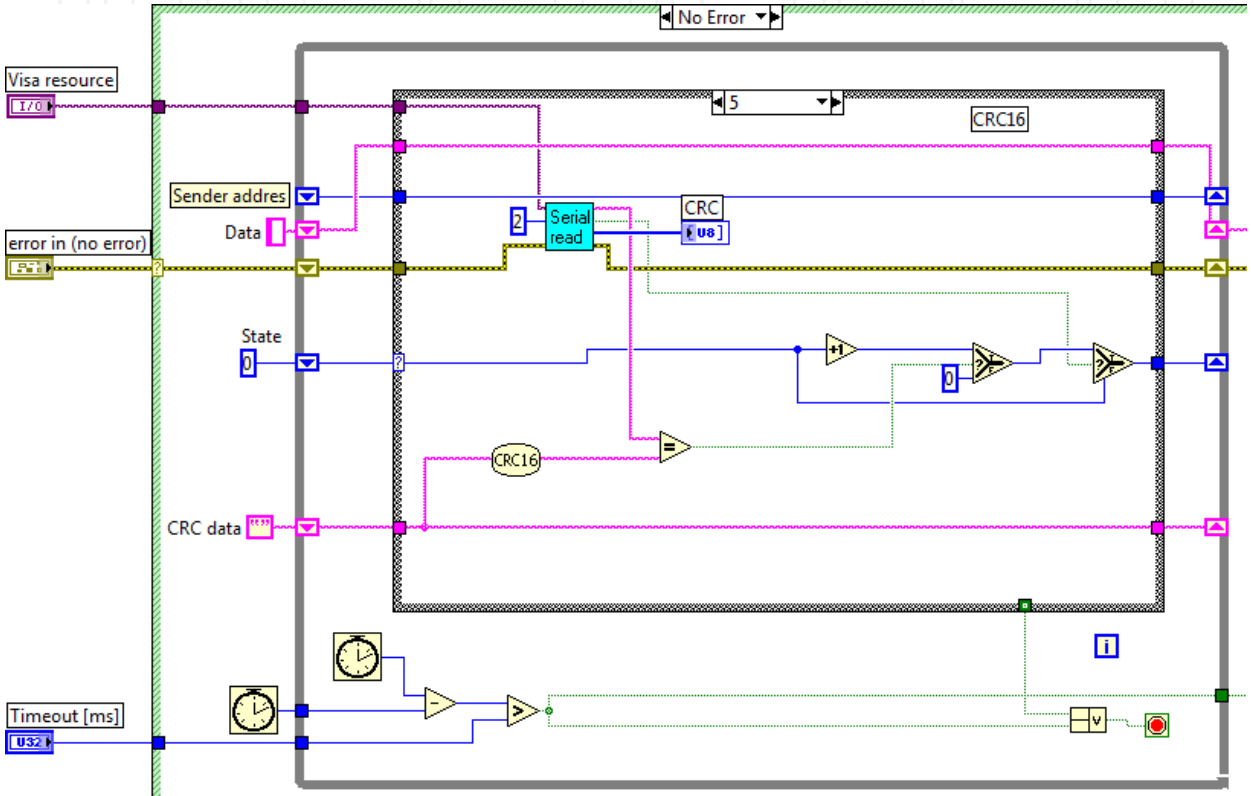 No Error
Visa resource
I/O
5
CRC16
Sender addres
2
Serial
read
CRC
U8
Data
error in (no error)
?
State
0
?
+1
?
T
F
?
T
F
0
=
CRC16
CRC data
""
i
-
>
v
Timeout [ms]
U32